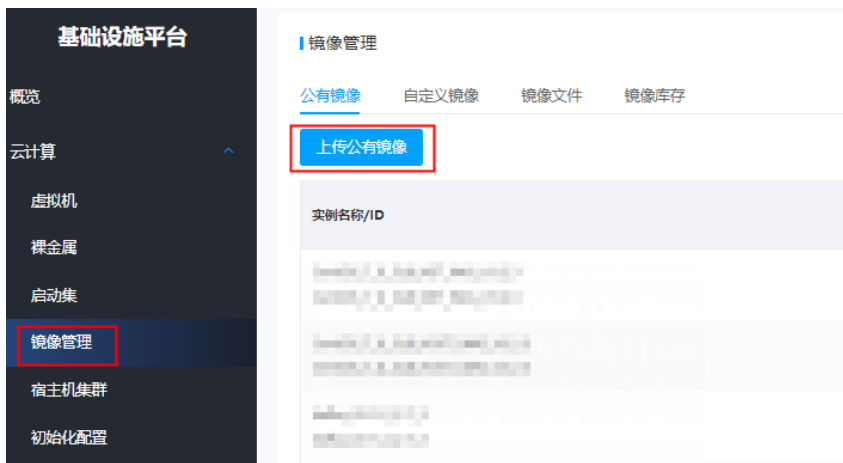 基础设施平台
概览
云计算
虚拟机
裸金属
启动集
镜像管理
宿主机集群
初始化配置
镜像管理
公有镜像 自定义镜像 镜像文件 镜像库存
上传公有镜像
实例名称/ID